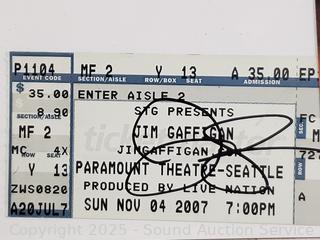 P1104 MF 2 Y 13 A 35.00 EP
EVENT CODE SECTION/AISLE ROW/BOX SEAT ADMISSION
$ 35.00 ENTER AISLE 2
8.90 STG PRESENTS
SECTION/AISLE
MF 2 JIM GAFFIGAN
MC 4X JIMGAFFIGAN.COM
Y 13 PARAMOUNT THEATRE-SEATTLE
ZWS0820 PRODUCED BY LIVE NATION
A20JUL7 SUN NOV 04 2007 7:00PM
Copyright 2025 - Sound Auction Service